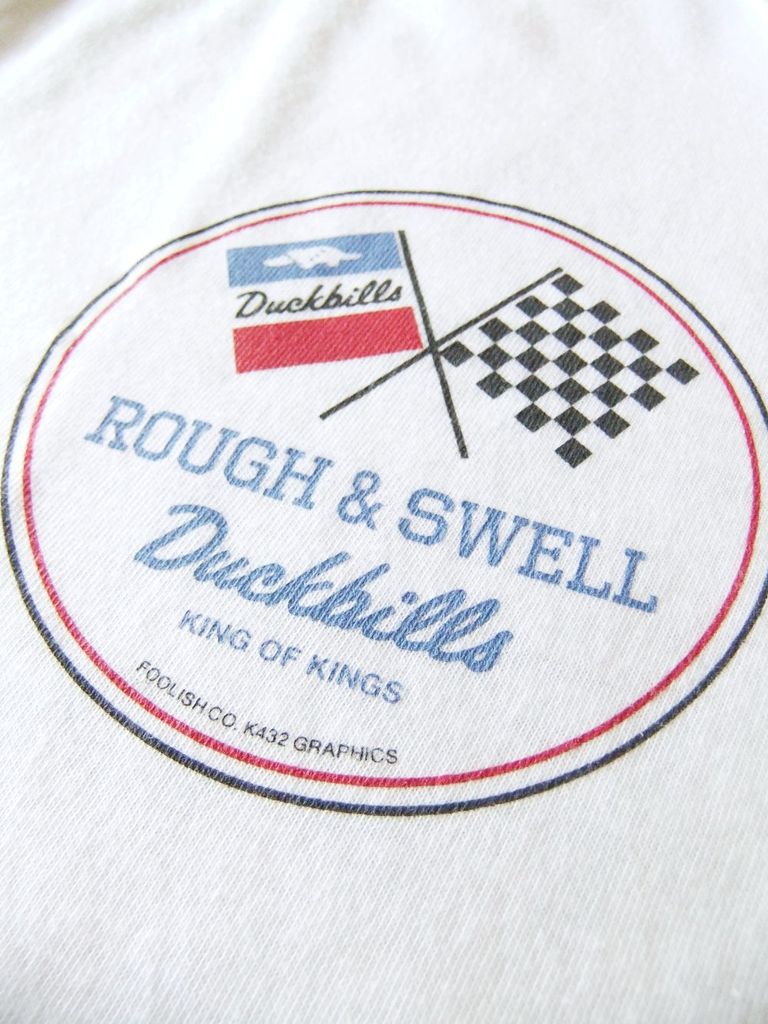 Duckbills
ROUGH & SWELL
Duckbills
KING OF KINGS
FOOLISH CO. K432 GRAPHICS